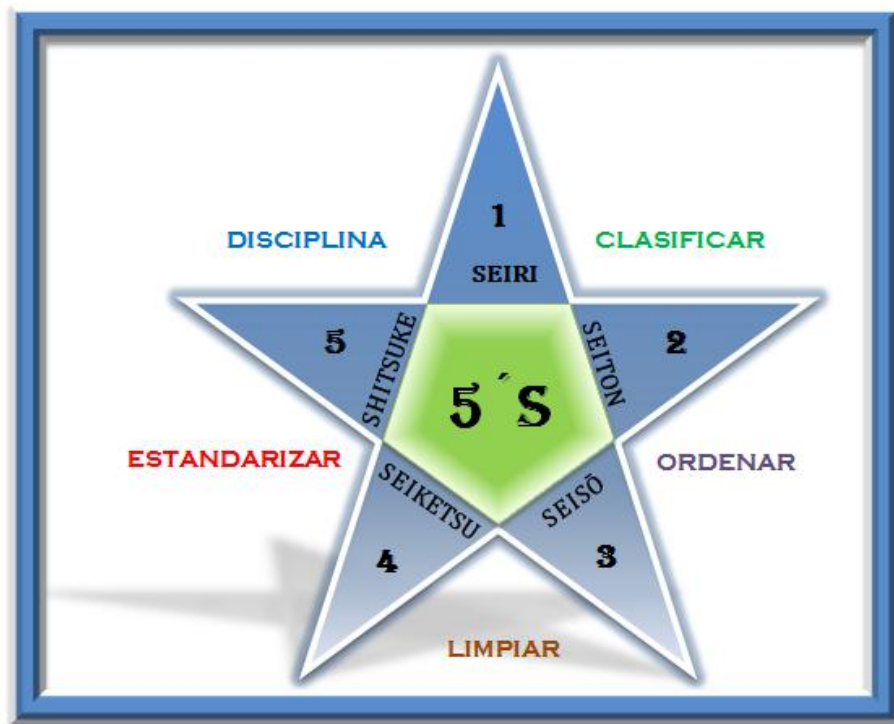 1
SEIRI
DISCIPLINA
CLASIFICAR
5
SHITSUKE
5´S
SEITON
2
ESTANDARIZAR
ORDENAR
SEIKETSU
4
SEISŌ
3
LIMPIAR